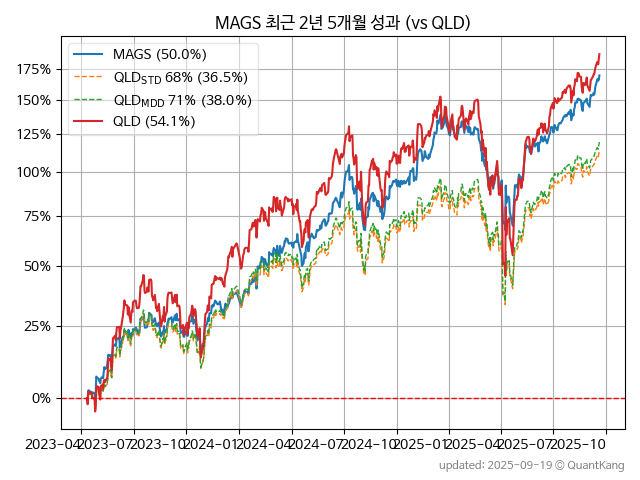 MAGS 최근 2년 5개월 성과 (vs QLD)
MAGS (50.0%)
QLD_STD 68% (36.5%)
QLD_MDD 71% (38.0%)
QLD (54.1%)
175%
150%
125%
100%
75%
50%
25%
0%
2023-04 2023-07 2023-10 2024-01 2024-04 2024-07 2024-10 2025-01 2025-04 2025-07 2025-10
updated: 2025-09-19 © QuantKang